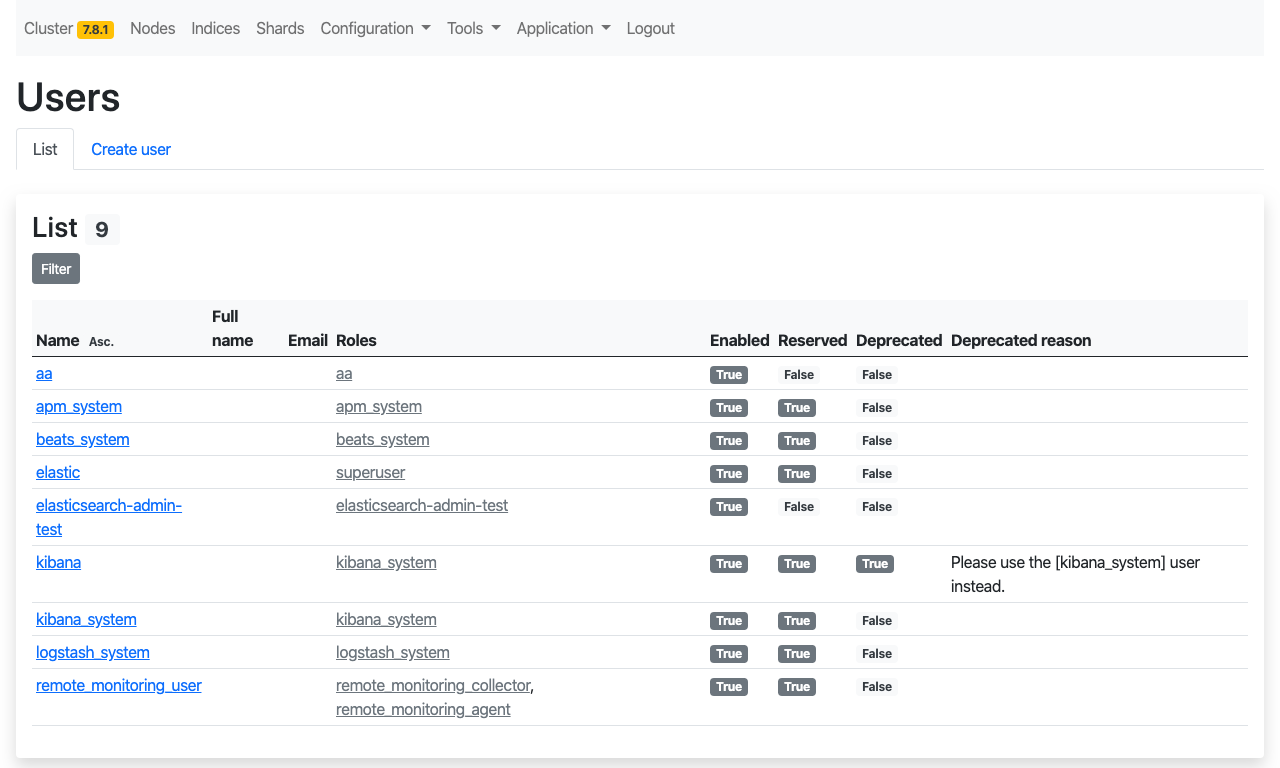 Cluster 7.8.1 Nodes Indices Shards Configuration Tools Application Logout
Users
List Create user
List 9
Filter
Full
Name Asc. name Email Roles Enabled Reserved Deprecated Deprecated reason
aa aa True False False
apm_system apm_system True True False
beats_system beats_system True True False
elastic superuser True True False
elasticsearch-admin- elasticsearch-admin-test True False False
test
kibana kibana_system True True True Please use the [kibana_system] user
instead.
kibana_system kibana_system True True False
logstash_system logstash_system True True False
remote_monitoring_user remote_monitoring_collector, True True False
remote_monitoring_agent